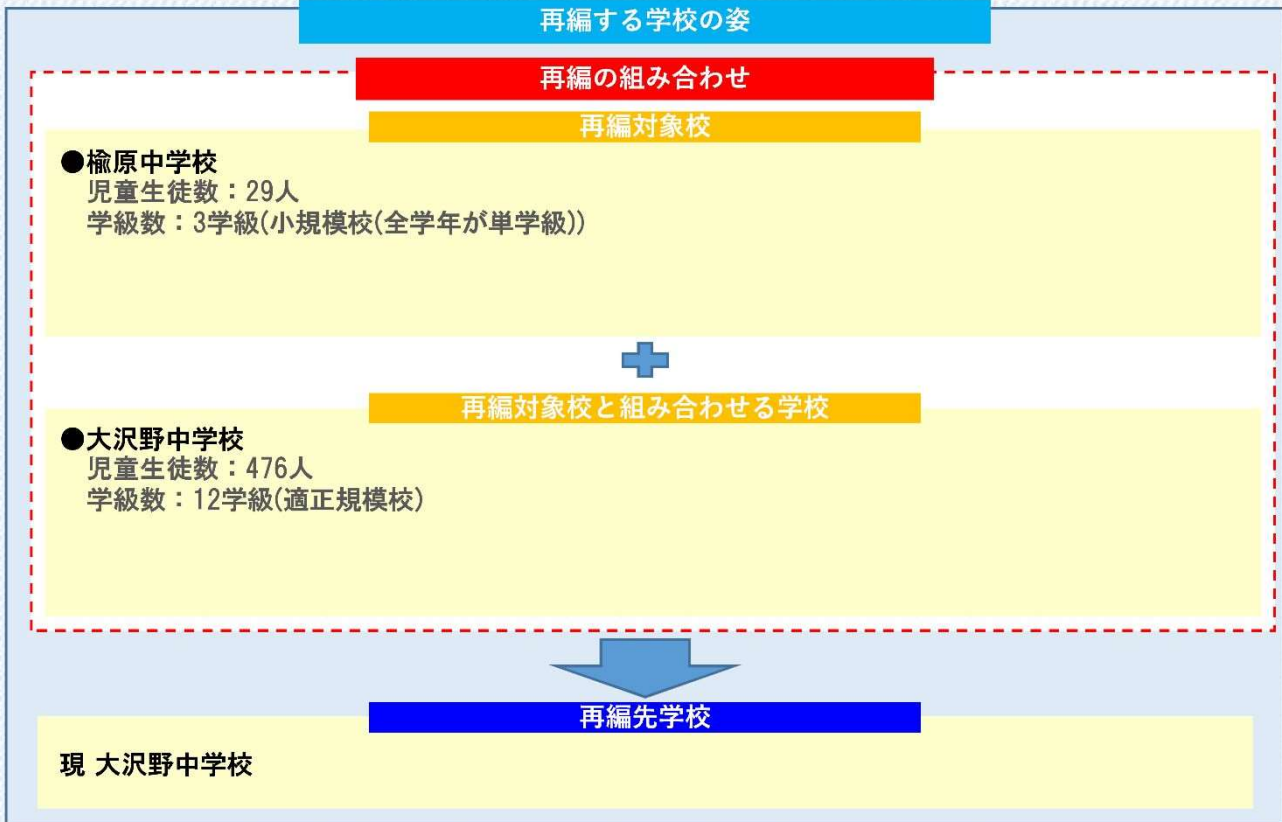 再編する学校の姿
再編の組み合わせ
再編対象校
●楡原中学校
児童生徒数：29人
学級数：3学級(小規模校(全学年が単学級))
再編対象校と組み合わせる学校
●大沢野中学校
児童生徒数：476人
学級数：12学級(適正規模校)
再編先学校
現 大沢野中学校